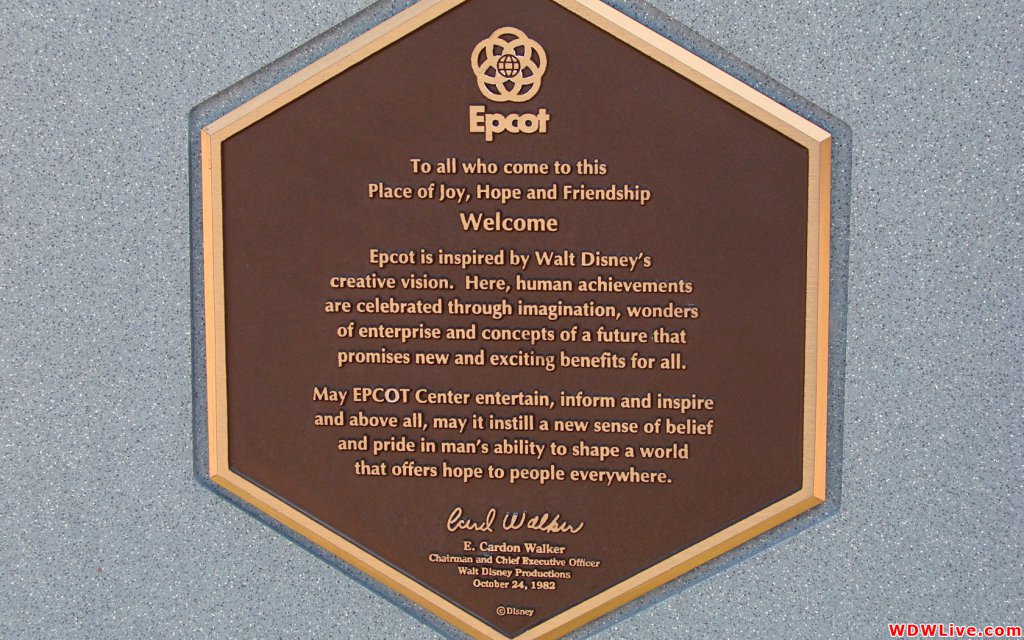 Epcot
To all who come to this
Place of Joy, Hope and Friendship
Welcome
Epcot is inspired by Walt Disney's
creative vision. Here, human achievements
are celebrated through imagination, wonders
of enterprise and concepts of a future that
promises new and exciting benefits for all.
May EPCOT Center entertain, inform and inspire
and above all, may it instill a new sense of belief
and pride in man's ability to shape a world
that offers hope to people everywhere.
Card Walker
E. Cardon Walker
Chairman and Chief Executive Officer
Walt Disney Productions
October 24, 1982
©Disney
WDWLive.com